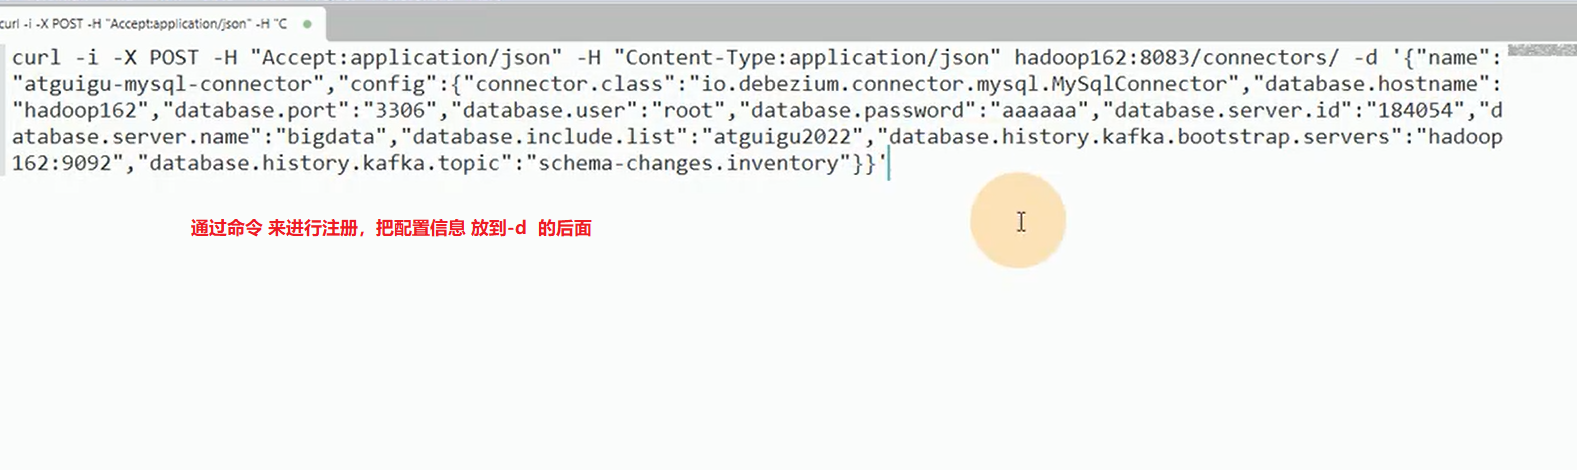 curl -i -X POST -H "Accept:application/json" -H "C
curl -i -X POST -H "Accept:application/json" -H "Content-Type:application/json" hadoop162:8083/connectors/ -d '{"name":
"atguigu-mysql-connector","config":{"connector.class":"io.debezium.connector.mysql.MySqlConnector","database.hostname":
"hadoop162","database.port":"3306","database.user":"root","database.password":"aaaaaa","database.server.id":"184054","d
atabase.server.name":"bigdata","database.include.list":"atguigu2022","database.history.kafka.bootstrap.servers":"hadoop
162:9092","database.history.kafka.topic":"schema-changes.inventory"}}'
通过命令 来进行注册，把配置信息 放到-d 的后面